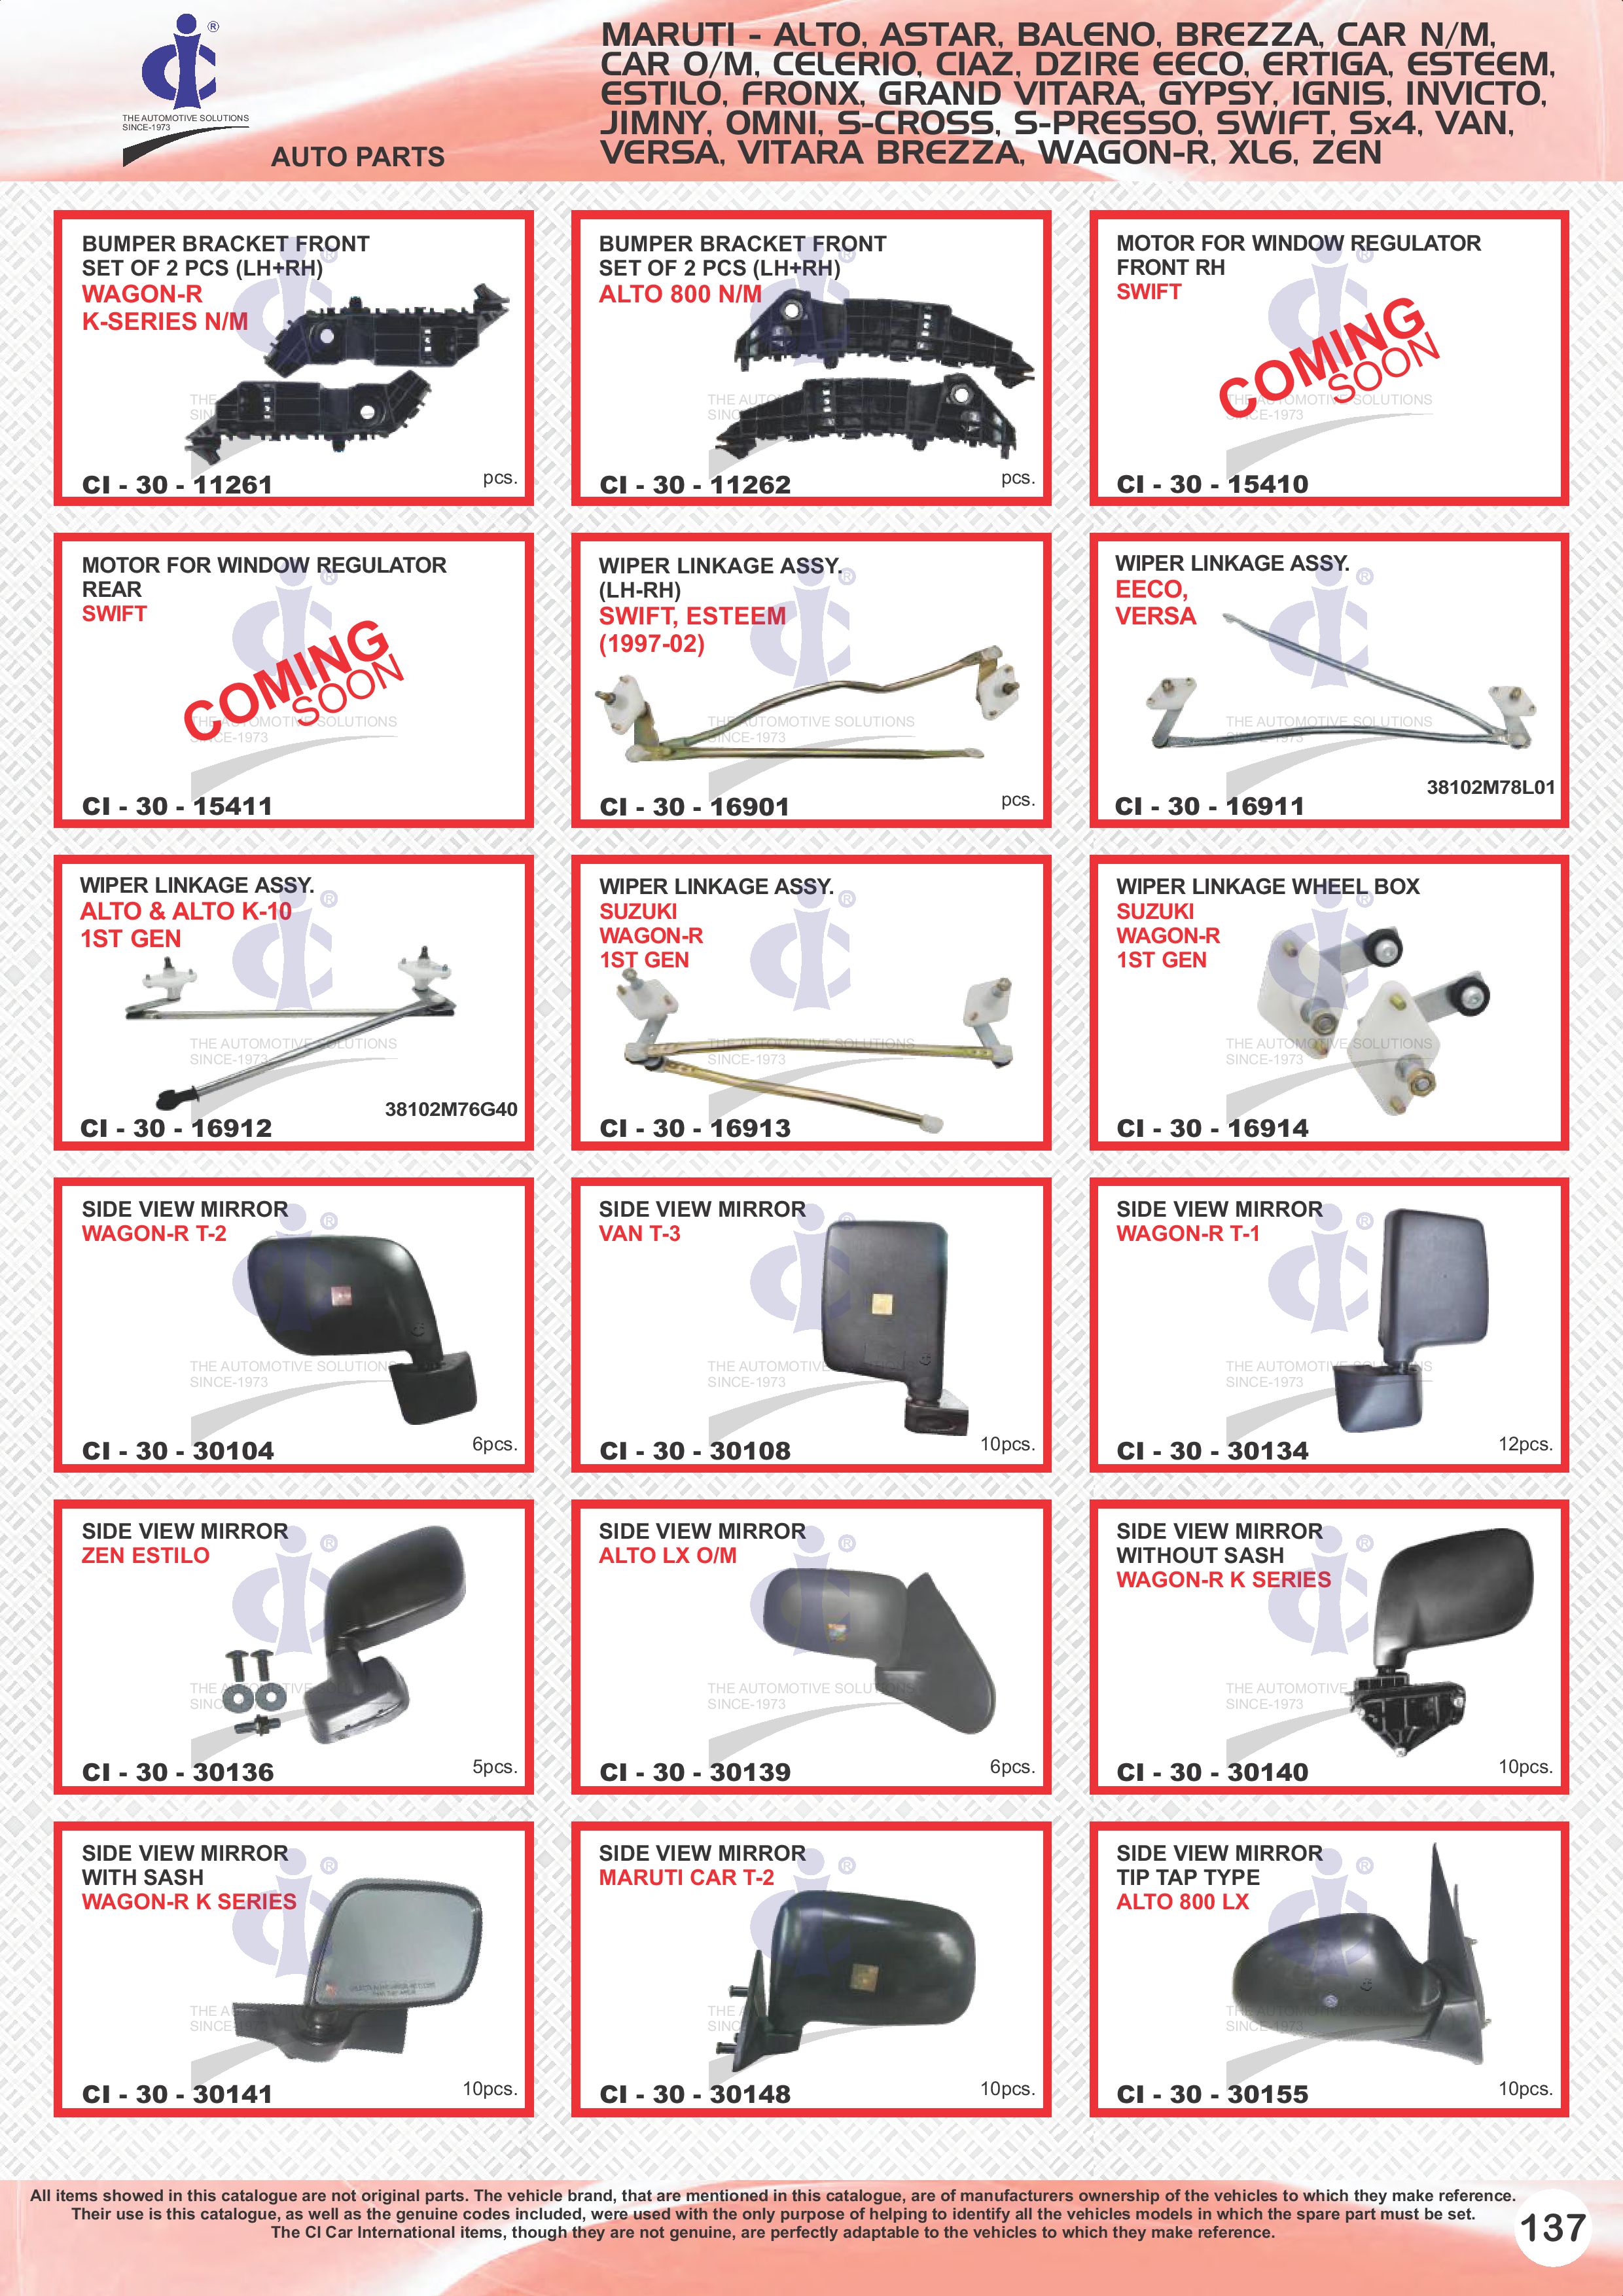 ®
THE AUTOMOTIVE SOLUTIONS
SINCE-1973
AUTO PARTS
MARUTI - ALTO, ASTAR, BALENO, BREZZA, CAR N/M,
CAR O/M, CELERIO, CIAZ, DZIRE EECO, ERTIGA, ESTEEM,
ESTILO, FRONX, GRAND VITARA, GYPSY, IGNIS, INVICTO,
JIMNY, OMNI, S-CROSS, S-PRESSO, SWIFT, Sx4, VAN,
VERSA, VITARA BREZZA, WAGON-R, XL6, ZEN
BUMPER BRACKET FRONT
SET OF 2 PCS (LH+RH)
WAGON-R
K-SERIES N/M
CI - 30 - 11261
pcs.
BUMPER BRACKET FRONT
SET OF 2 PCS (LH+RH)
ALTO 800 N/M
CI - 30 - 11262
pcs.
MOTOR FOR WINDOW REGULATOR
FRONT RH
SWIFT
COMING
SOON
CI - 30 - 15410
MOTOR FOR WINDOW REGULATOR
REAR
SWIFT
COMING
SOON
CI - 30 - 15411
WIPER LINKAGE ASSY.
(LH-RH)
SWIFT, ESTEEM
(1997-02)
CI - 30 - 16901
pcs.
WIPER LINKAGE ASSY.
EECO,
VERSA
38102M78L01
CI - 30 - 16911
WIPER LINKAGE ASSY.
ALTO & ALTO K-10
1ST GEN
38102M76G40
CI - 30 - 16912
WIPER LINKAGE ASSY.
SUZUKI
WAGON-R
1ST GEN
CI - 30 - 16913
WIPER LINKAGE WHEEL BOX
SUZUKI
WAGON-R
1ST GEN
CI - 30 - 16914
SIDE VIEW MIRROR
WAGON-R T-2
CI - 30 - 30104
6pcs.
SIDE VIEW MIRROR
VAN T-3
CI - 30 - 30108
10pcs.
SIDE VIEW MIRROR
WAGON-R T-1
CI - 30 - 30134
12pcs.
SIDE VIEW MIRROR
ZEN ESTILO
CI - 30 - 30136
5pcs.
SIDE VIEW MIRROR
ALTO LX O/M
CI - 30 - 30139
6pcs.
SIDE VIEW MIRROR
WITHOUT SASH
WAGON-R K SERIES
CI - 30 - 30140
10pcs.
SIDE VIEW MIRROR
WITH SASH
WAGON-R K SERIES
CI - 30 - 30141
10pcs.
SIDE VIEW MIRROR
MARUTI CAR T-2
CI - 30 - 30148
10pcs.
SIDE VIEW MIRROR
TIP TAP TYPE
ALTO 800 LX
CI - 30 - 30155
10pcs.
All items showed in this catalogue are not original parts. The vehicle brand, that are mentioned in this catalogue, are of manufacturers ownership of the vehicles to which they make reference.
Their use is this catalogue, as well as the genuine codes included, were used with the only purpose of helping to identify all the vehicles models in which the spare part must be set.
The CI Car International items, though they are not genuine, are perfectly adaptable to the vehicles to which they make reference.
137